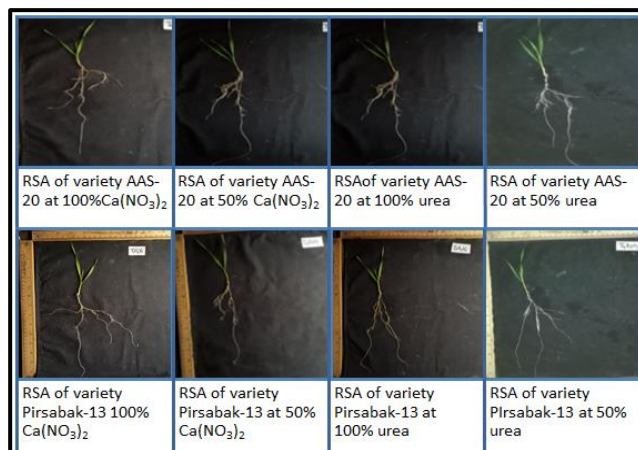 RSA of variety AAS-
20 at 100%Ca(NO₃)₂
RSA of variety AAS-
20 at 50% Ca(NO₃)₂
RSAof variety AAS-
20 at 100% urea
RSA of variety AAS-
20 at 50% urea
RSA of variety
Pirsabak-13 100%
Ca(NO₃)₂
RSA of variety
Pirsabak-13 at 50%
Ca(NO₃)₂
RSA of variety
Pirsabak-13 at
100% urea
RSA of variety
PIrsabak-13 at 50%
urea